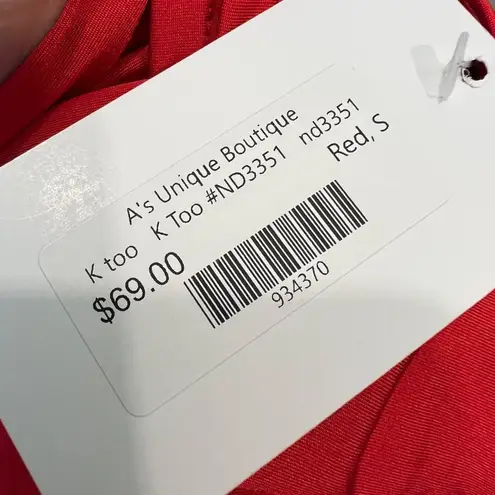 A's Unique Boutique
K too K Too #ND3351 nd3351
$69.00
Red, S
934370